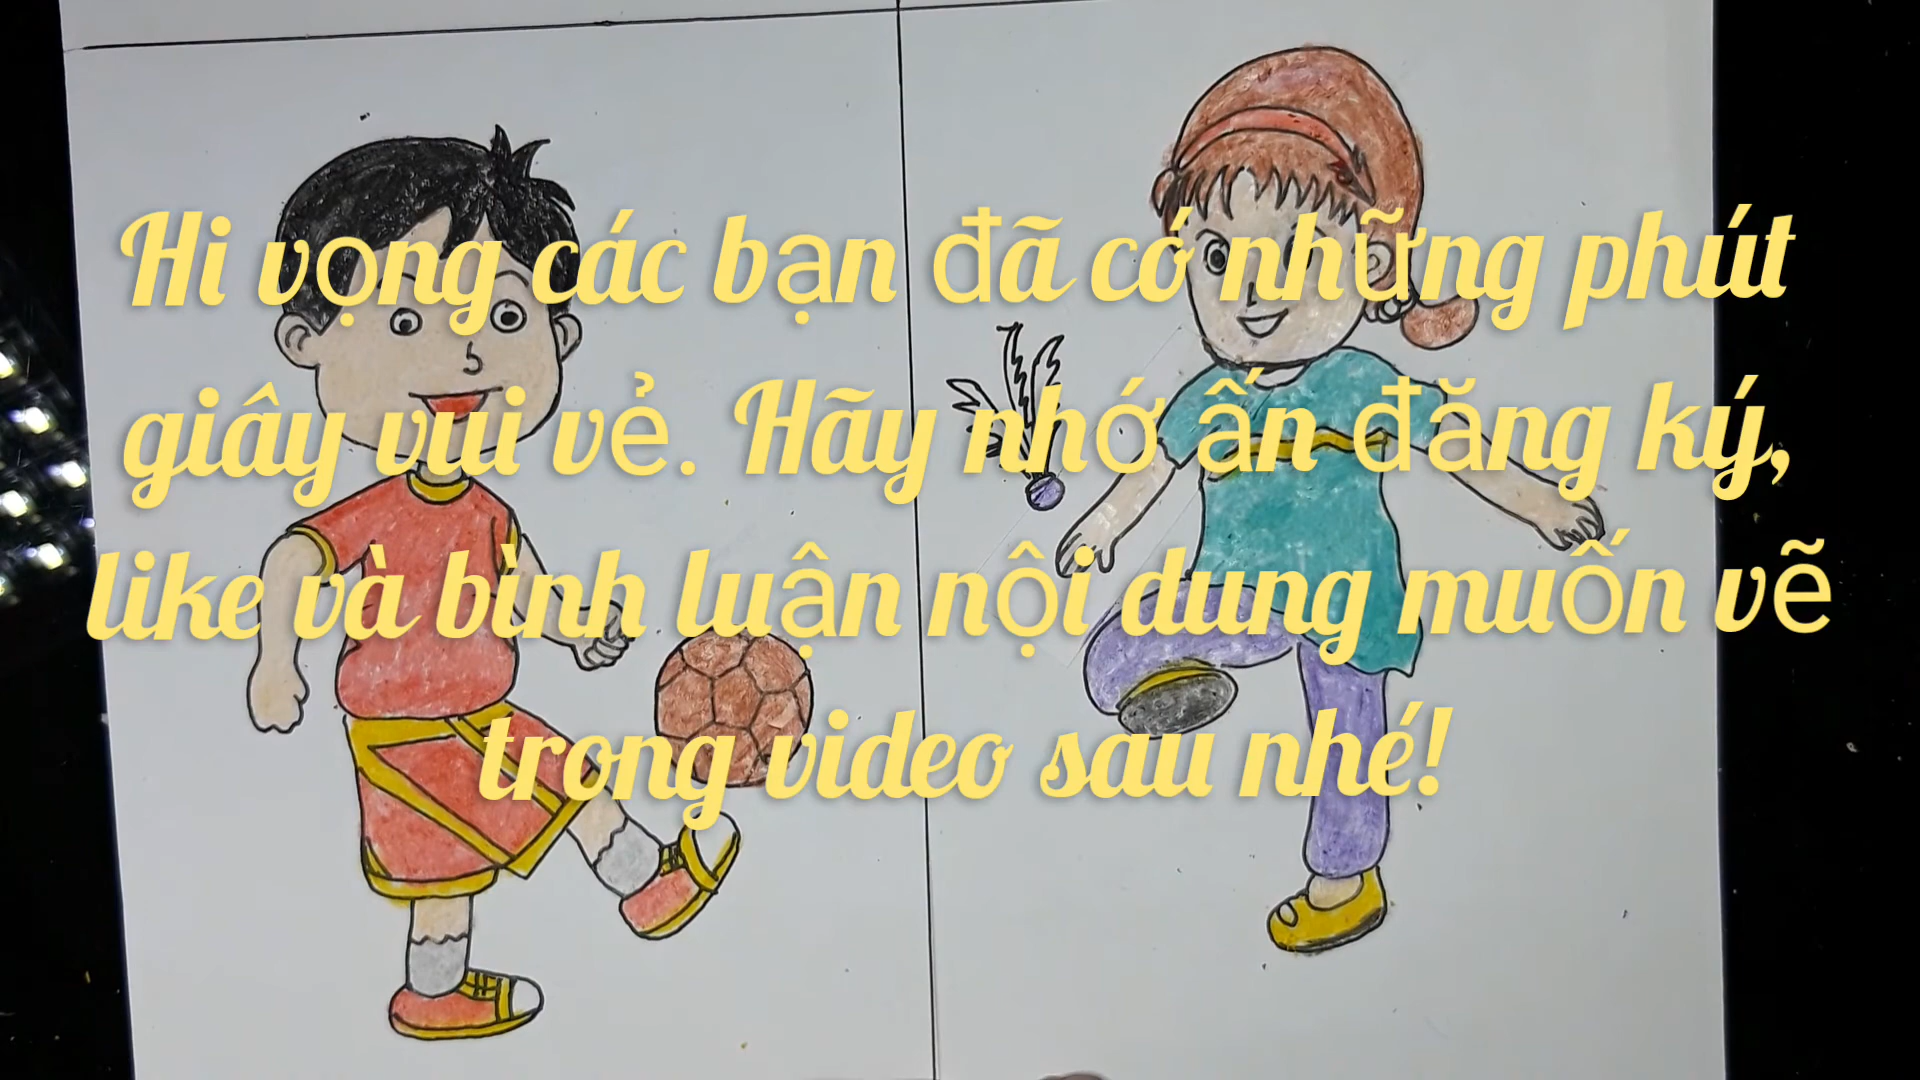 Hi vọng các bạn đã có những phút
giây vui vẻ. Hãy nhớ ấn đăng ký,
like và bình luận nội dung muốn vẽ
trong video sau nhé!